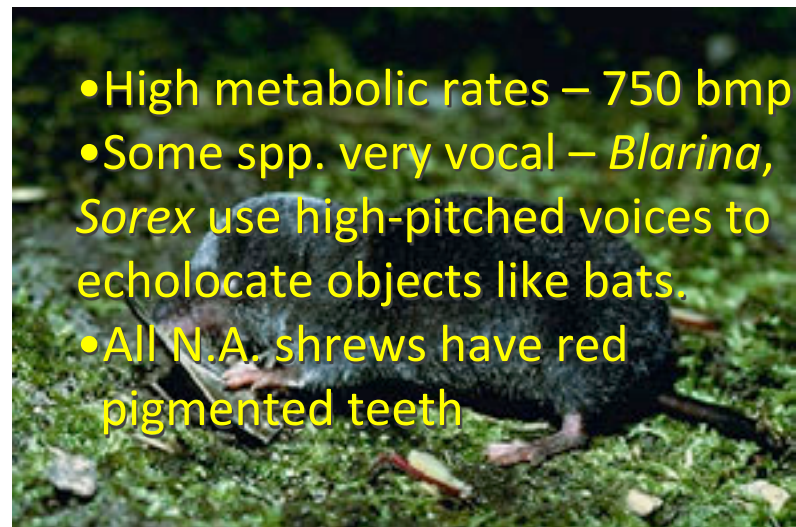 •High metabolic rates – 750 bmp
•Some spp. very vocal – Blarina,
Sorex use high-pitched voices to
echolocate objects like bats.
•All N.A. shrews have red
pigmented teeth